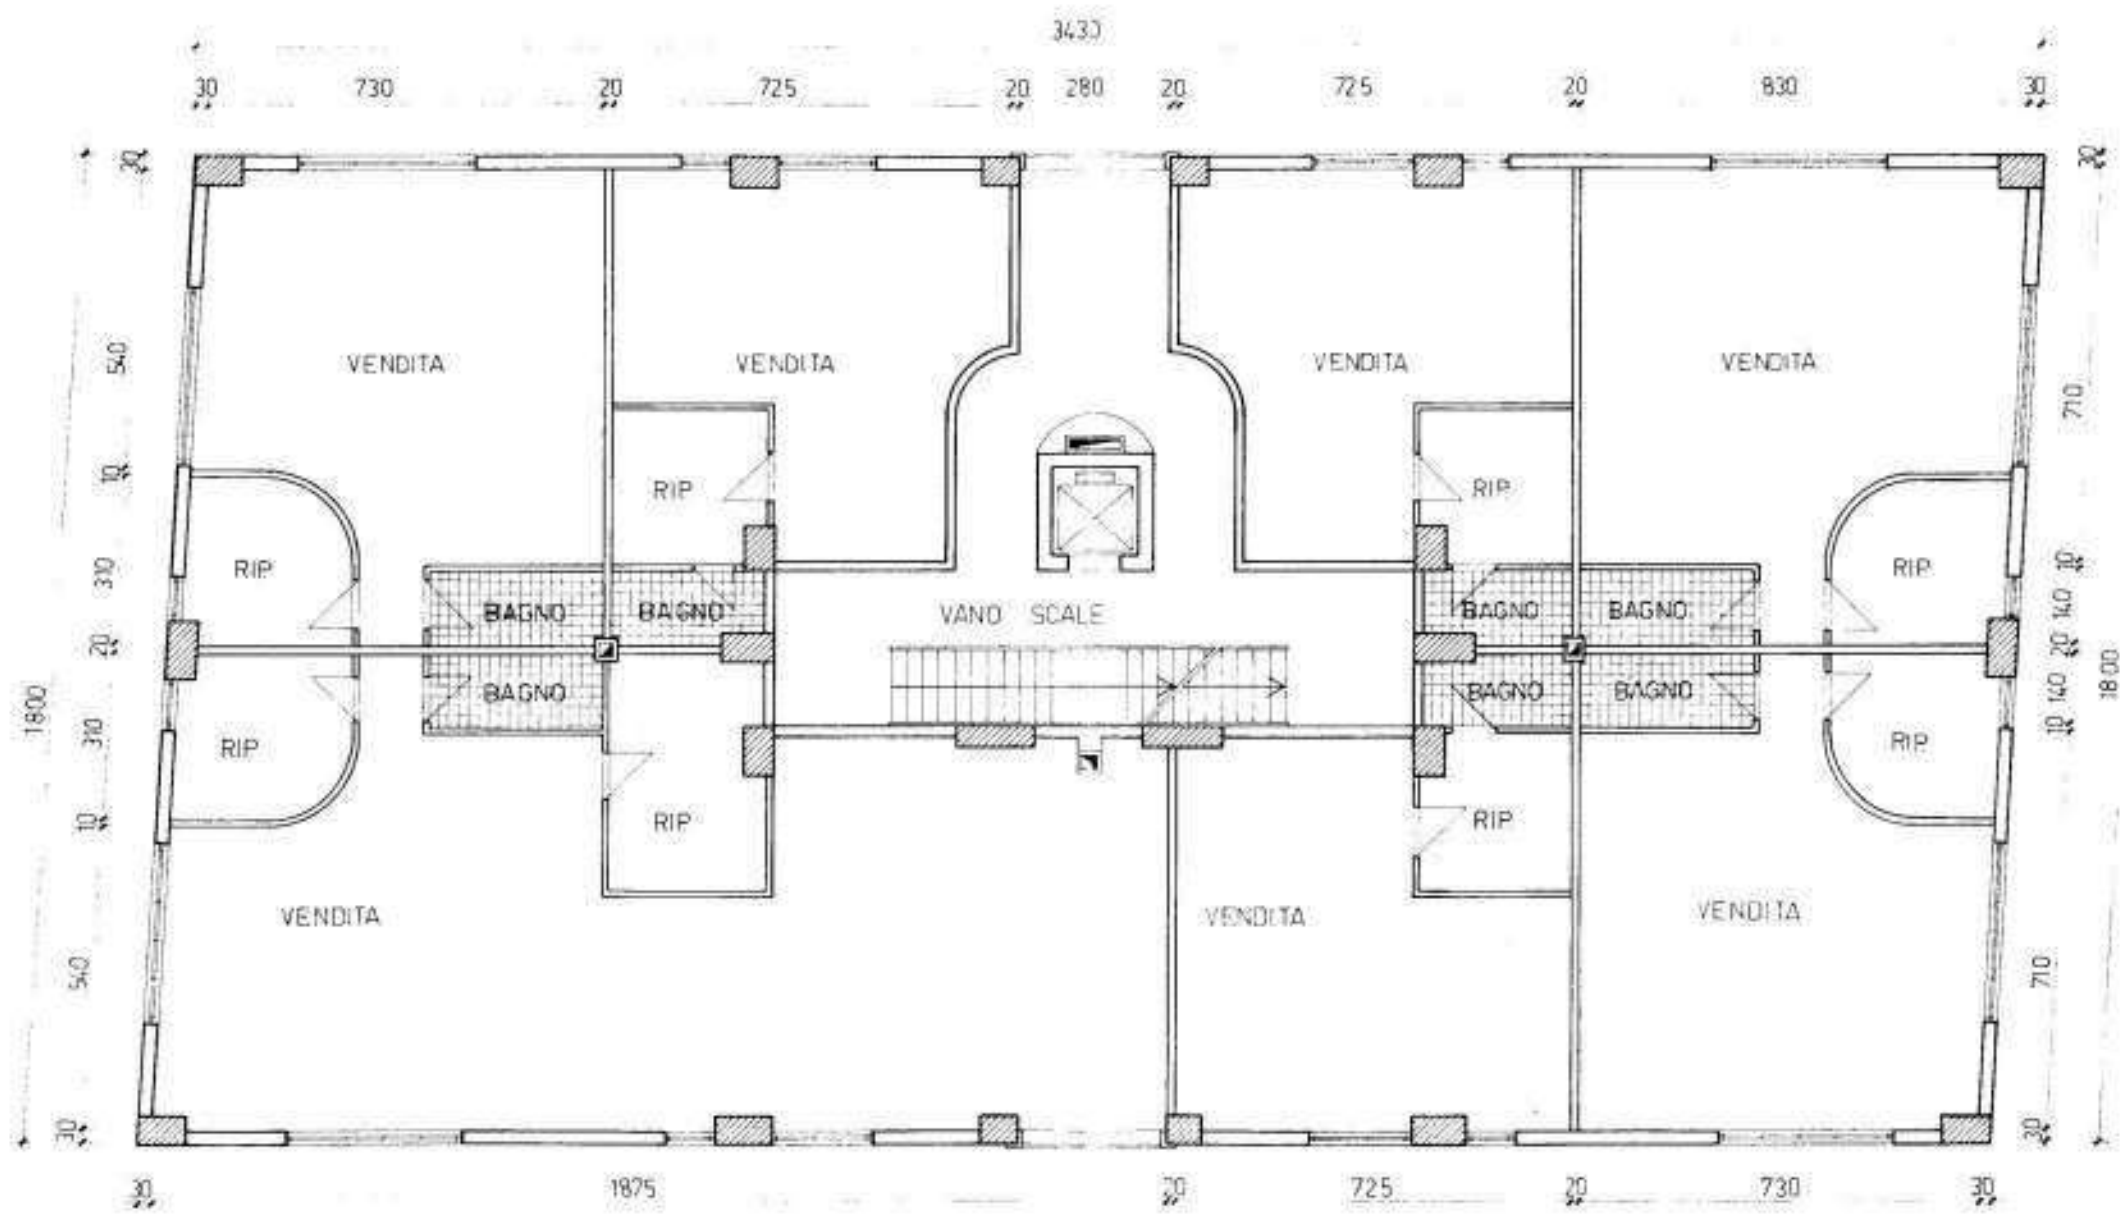 3430
30 730 20 725 20 280 20 725 20 830 30
30 30
540 VENDITA VENDITA VENDITA VENDITA
710
10 RIP RIP
310 RIP RIP 10
BAGNO BAGNO VANO SCALE BAGNO BAGNO 140
20 20
1800 BAGNO BAGNO BAGNO 140 1800
310 RIP RIP 10
10 RIP RIP
VENDITA VENDITA VENDITA
540 710
30 30
30 1875 20 725 20 730 30